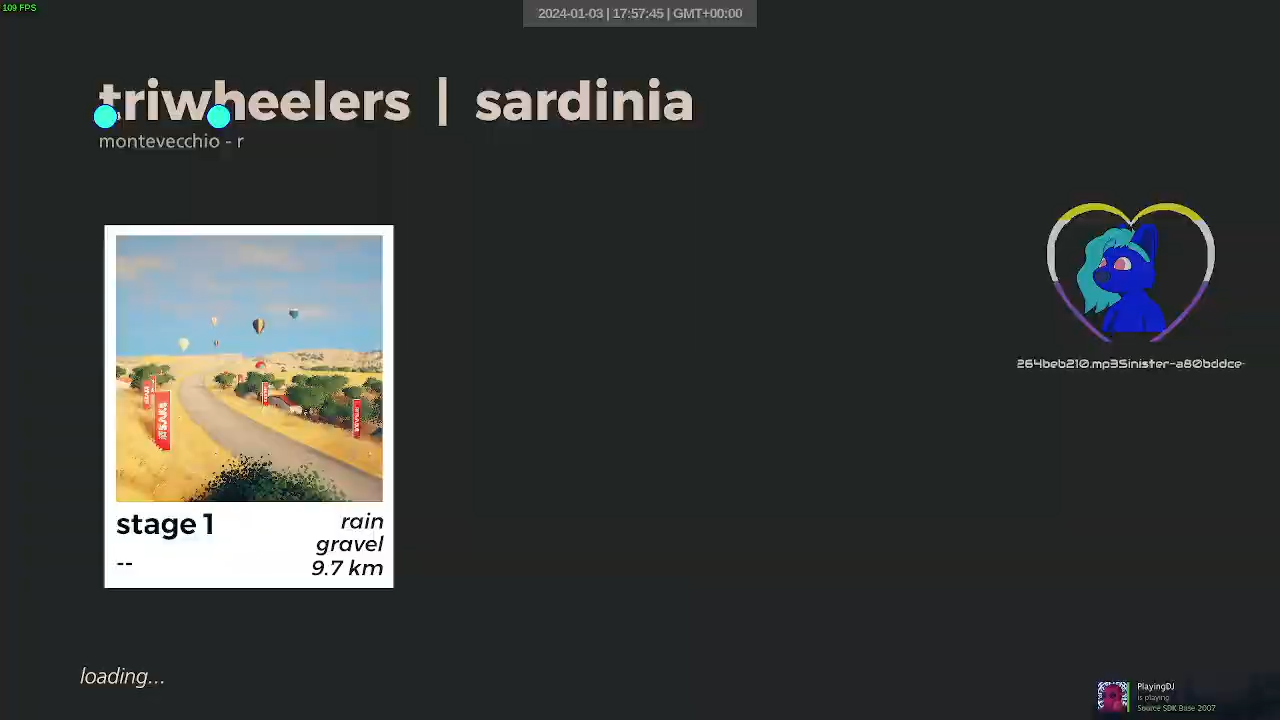 109 FPS
2024-01-03 | 17:57:45 | GMT+00:00
triwheelers | sardinia
montevecchio - r
264beb210.mp3Sinister-a80bddce-
stage 1
rain
gravel
--
9.7 km
loading...
PlayingDJ
is playing
Source SDK Base 2007